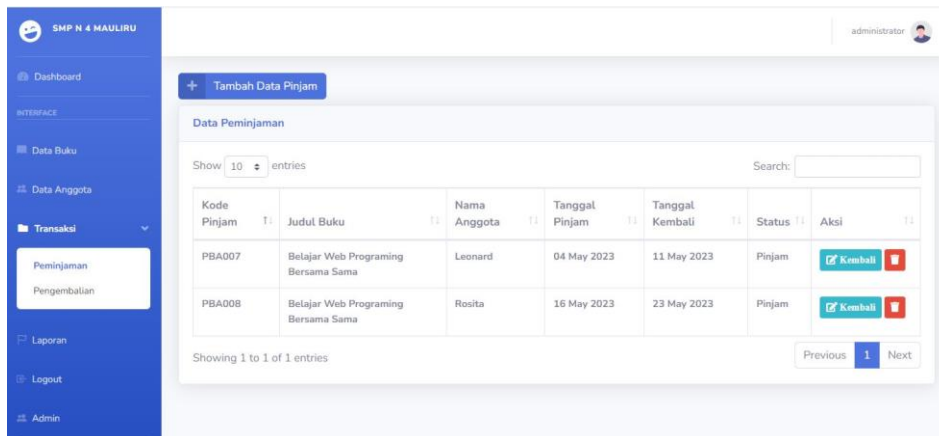 SMP N 4 MAULIRU
administrator
Dashboard
Tambah Data Pinjam
INTERFACE
Data Peminjaman
Data Buku
Show 10 entries
Search:
Data Anggota
Kode Pinjam
Judul Buku
Nama Anggota
Tanggal Pinjam
Tanggal Kembali
Status
Aksi
Transaksi
Peminjaman
Pengembalian
PBA007
Belajar Web Programing
Bersama Sama
Leonard
04 May 2023
11 May 2023
Pinjam
Kembali
PBA008
Belajar Web Programing
Bersama Sama
Rosita
16 May 2023
23 May 2023
Pinjam
Kembali
Laporan
Showing 1 to 1 of 1 entries
Previous 1 Next
Logout
Admin